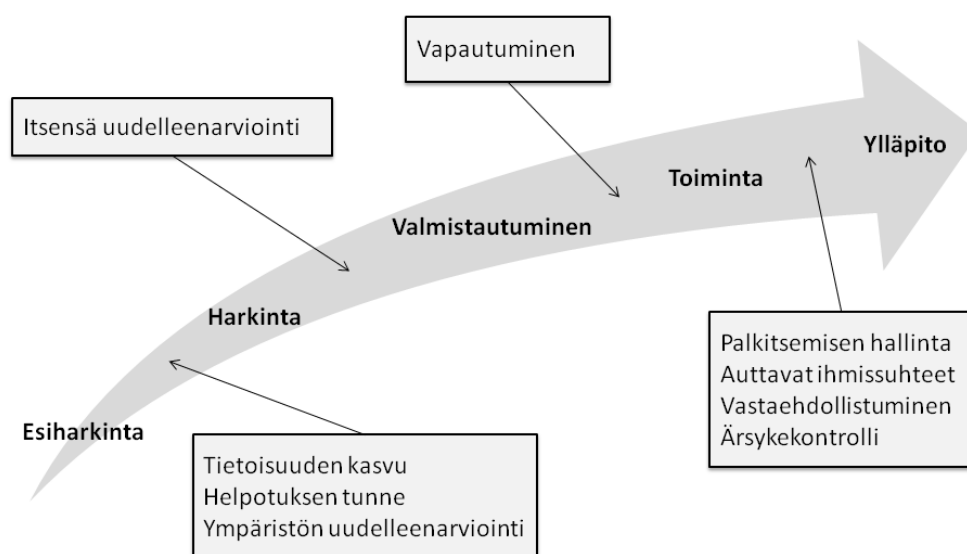 Vapautuminen
Itsensä uudelleenarviointi
Ylläpito
Toiminta
Valmistautuminen
Harkinta
Esiharkinta
Palkitsemisen hallinta
Auttavat ihmissuhteet
Vastaehdollistuminen
Ärsykekontrolli
Tietoisuuden kasvu
Helpotuksen tunne
Ympäristön uudelleenarviointi